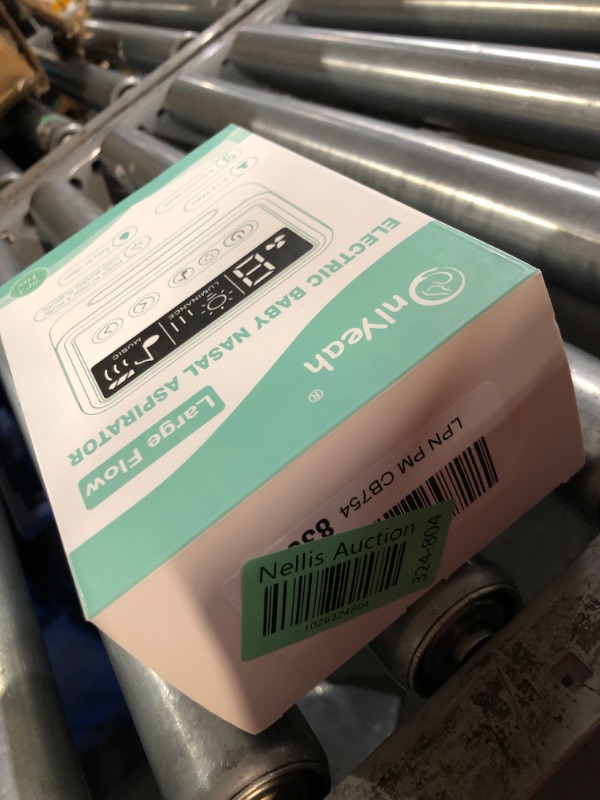 OnlYeah®
ELECTRIC BABY NASAL ASPIRATOR
Large Flow
MUSIC
LUMINANCE
LPN PM CB754
Nellis Auction
324-804
1029324804